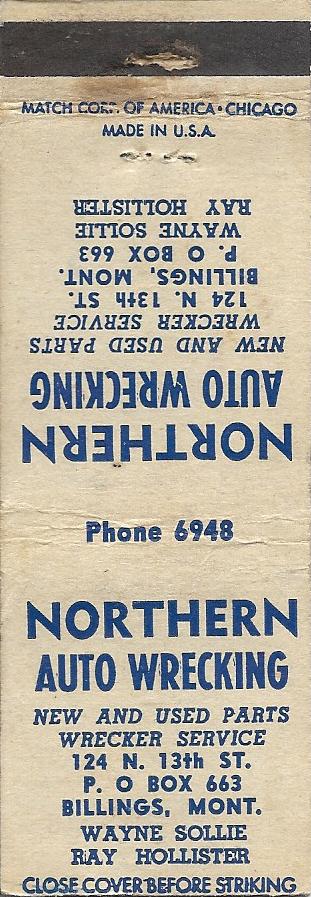 MATCH CORP. OF AMERICA • CHICAGO
MADE IN U.S.A.
NORTHERN
AUTO WRECKING
NEW AND USED PARTS
WRECKER SERVICE
124 N. 13th ST.
BILLINGS, MONT.
P. O BOX 663
WAYNE SOLLIE
RAY HOLLISTER
Phone 6948
NORTHERN
AUTO WRECKING
NEW AND USED PARTS
WRECKER SERVICE
124 N. 13th ST.
P. O BOX 663
BILLINGS, MONT.
WAYNE SOLLIE
RAY HOLLISTER
CLOSE COVER BEFORE STRIKING